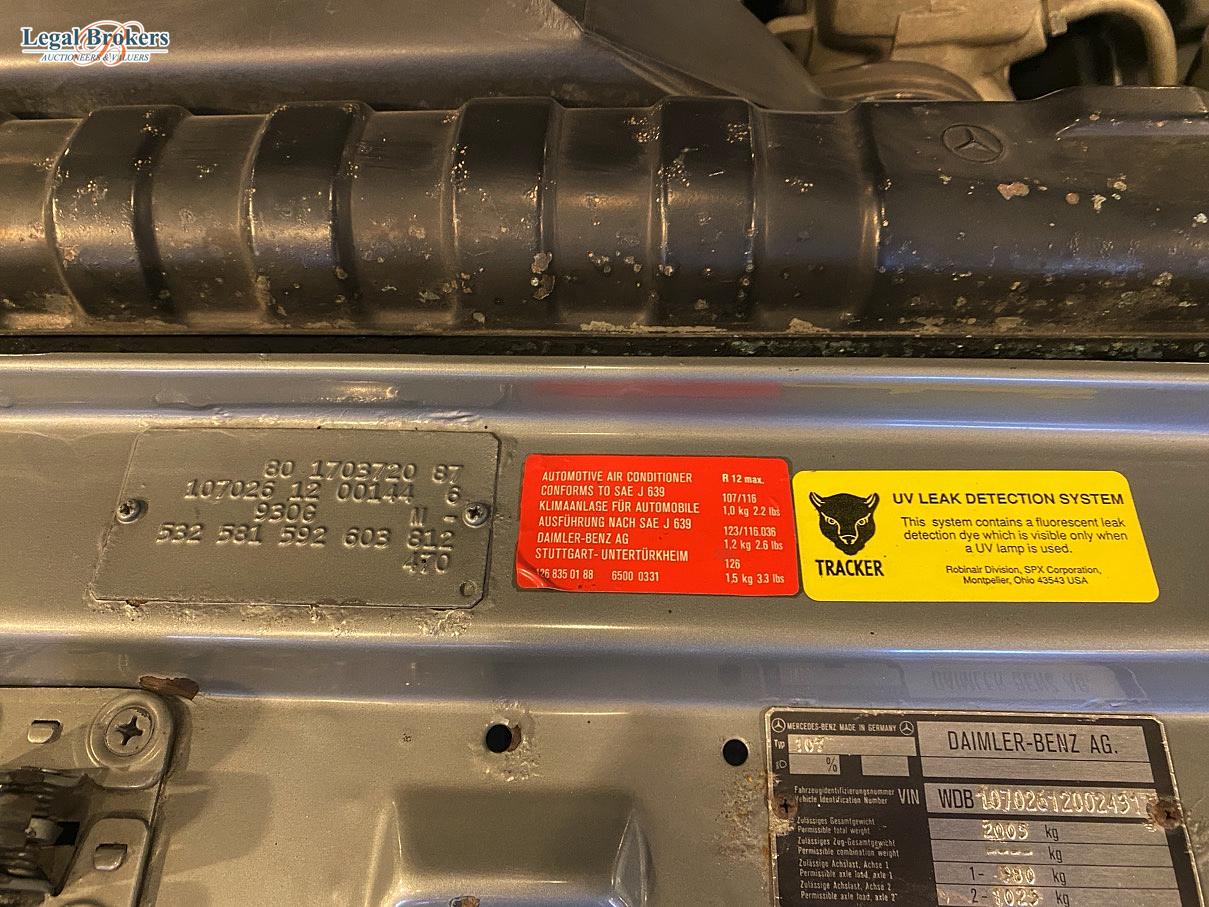 Legal Brokers
AUCTIONEERS & VALUERS
80 1703720 87
107026 12 00144 6
930G M -
532 581 592 603 812
470
AUTOMOTIVE AIR CONDITIONER
CONFORMS TO SAE J 639
KLIMAANLAGE FÜR AUTOMOBILE
AUSFÜHRUNG NACH SAE J 639
DAIMLER-BENZ AG
STUTTGART- UNTERTÜRKHEIM
126 835 01 88 6500 0331
R 12 max.
107/116
1,0 kg 2.2 lbs
123/116.036
1,2 kg 2.6 lbs
126
1,5 kg 3.3 lbs
TRACKER
UV LEAK DETECTION SYSTEM
This system contains a fluorescent leak
detection dye which is visible only when
a UV lamp is used.
Robinair Division, SPX Corporation,
Montpelier, Ohio 43543 USA
MERCEDES-BENZ MADE IN GERMANY
Typ 107
%
DAIMLER-BENZ AG.
Fahrzeugidentifizierungsnummer
Vehicle Identification Number
VIN WDB
Zulässiges Gesamtgewicht
Permissible total weight
2005 kg
Zulässiges Zug-Gesamtgewicht
Permissible combination weight
---- kg
Zulässige Achslast, Achse 1
Permissible axle load, axle 1
1- 980 kg
Zulässige Achslast, Achse 2
Permissible axle load, axle 2
2- 1025 kg